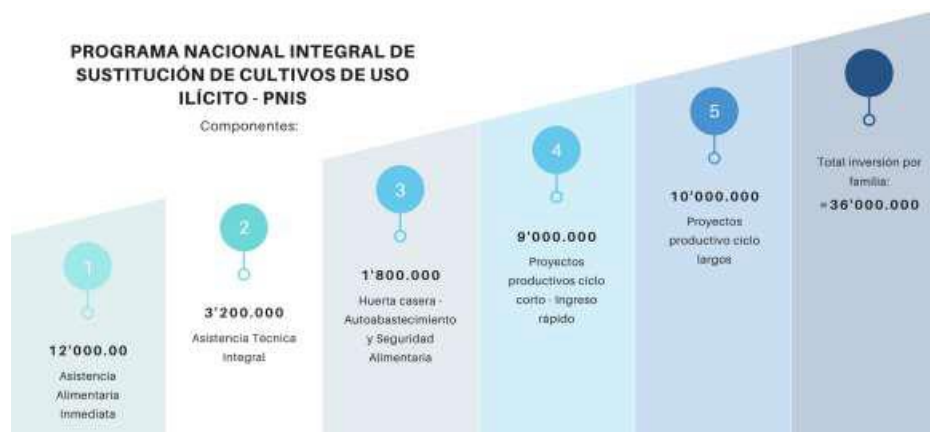 PROGRAMA NACIONAL INTEGRAL DE
SUSTITUCIÓN DE CULTIVOS DE USO
ILÍCITO - PNIS
Componentes:
1
12'000.00
Asistencia
Alimentaria
Inmediata
2
3'200.000
Asistencia Técnica
Integral
3
1'800.000
Huerta casera -
Autoabastecimiento
y Seguridad
Alimentaria
4
9'000.000
Proyectos
productivos ciclo
corto - Ingreso
rápido
5
10'000.000
Proyectos
productivo ciclo
largos
Total inversión por
familia:
=36'000.000